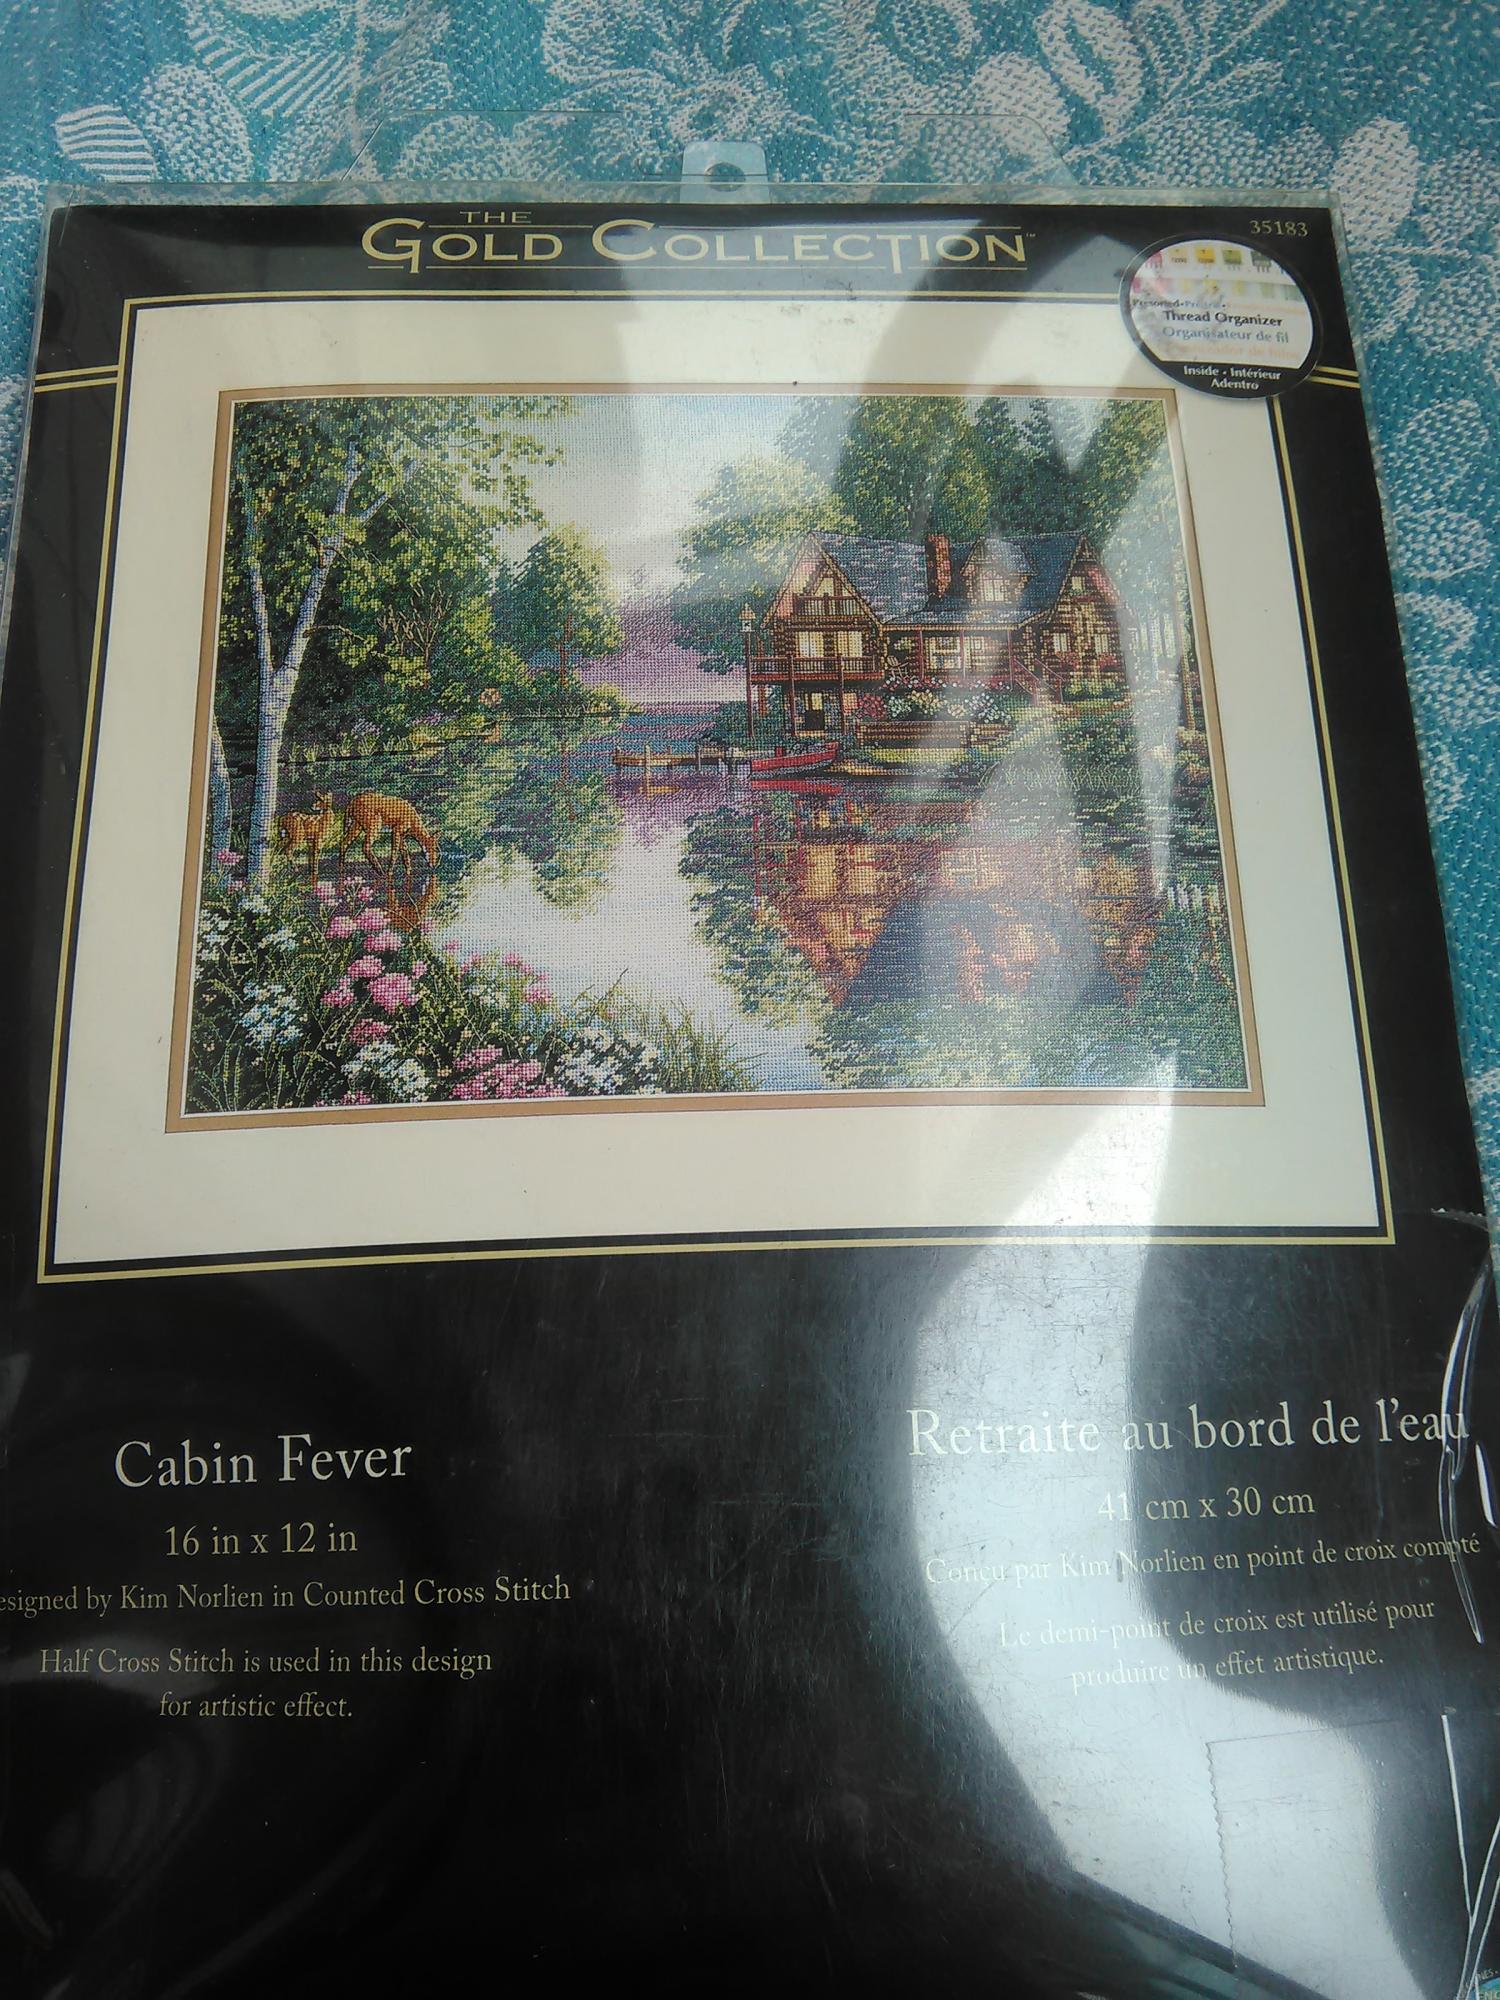 THE
GOLD COLLECTION™
35183
Thread Organizer
Organisateur de fil
Inside • Intérieur
Adentro
Cabin Fever
16 in x 12 in
esigned by Kim Norlien in Counted Cross Stitch
Half Cross Stitch is used in this design
for artistic effect.
Retraite au bord de l'eau
41 cm x 30 cm
Conçu par Kim Norlien en point de croix compté
Le demi-point de croix est utilisé pour
produire un effet artistique.